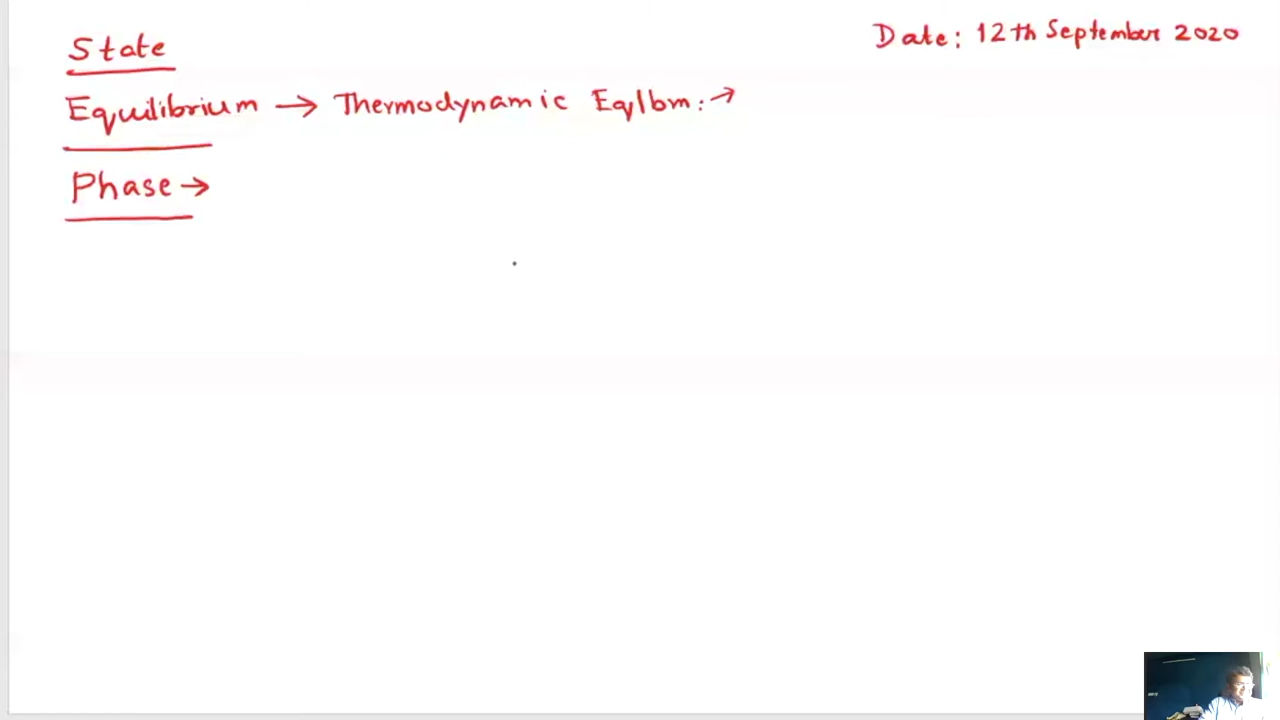 State
Date: 12th September 2020
Equilibrium → Thermodynamic Eqlbm. →
Phase →